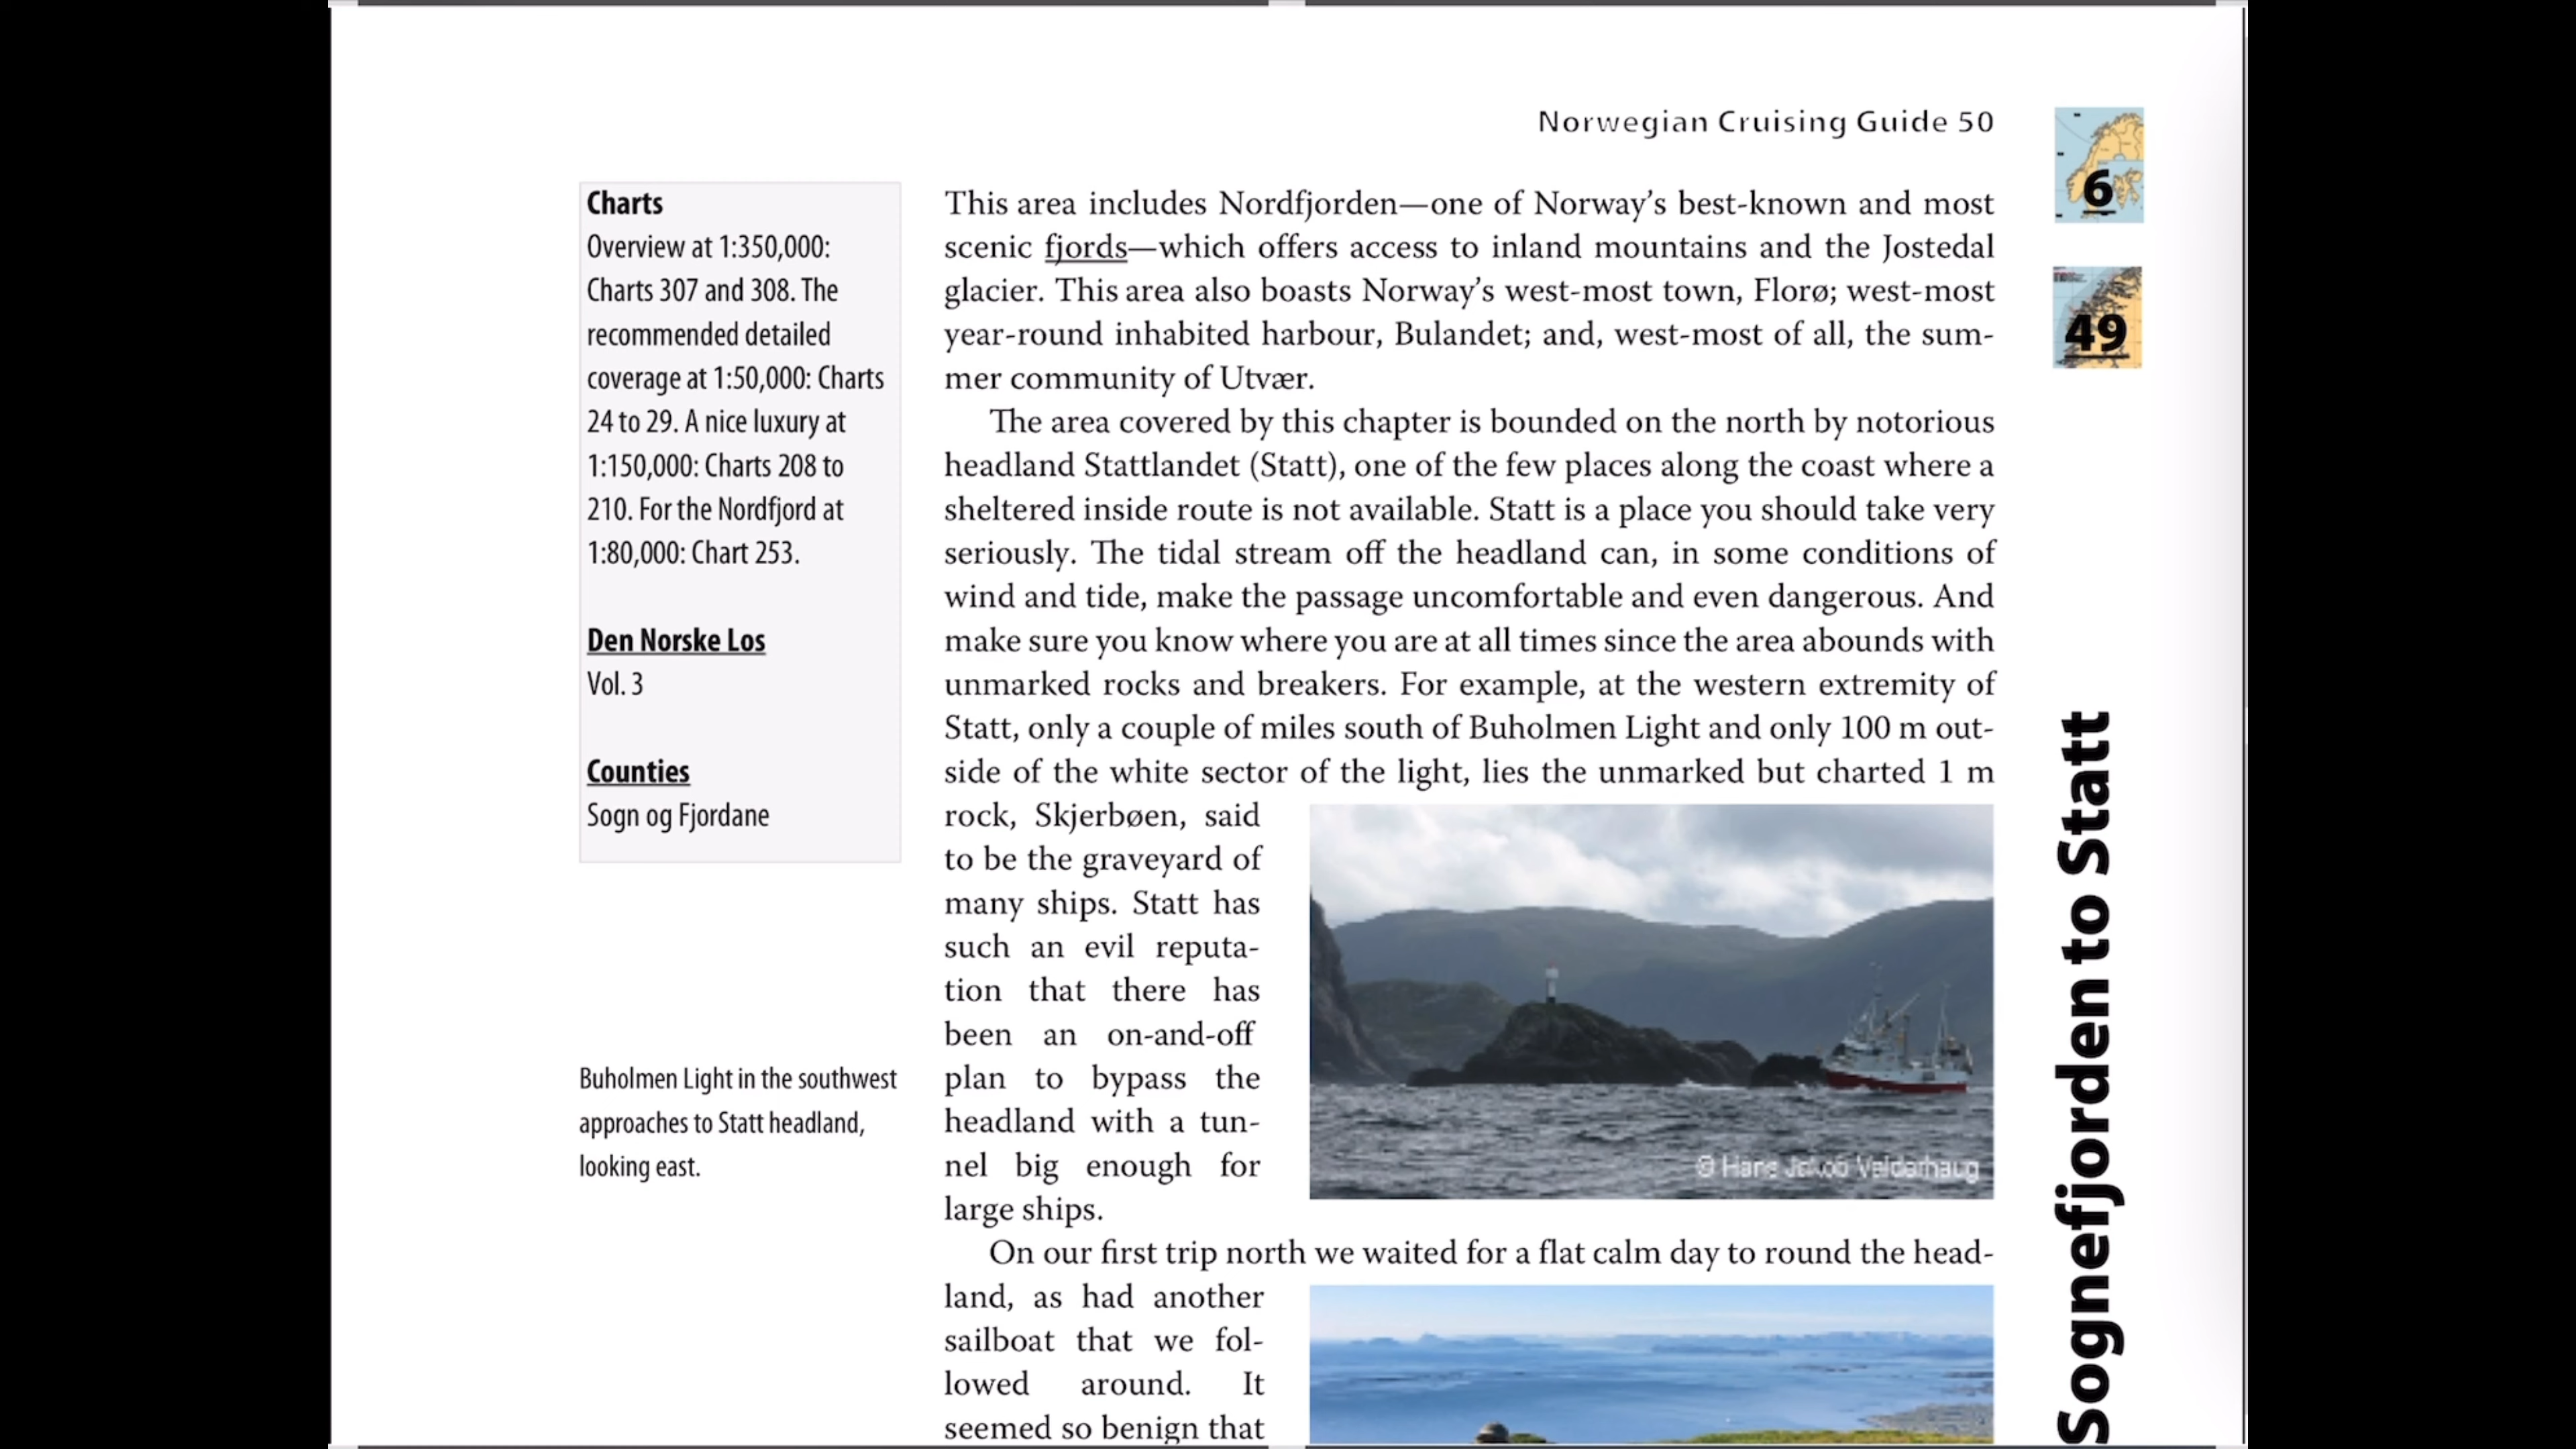 Norwegian Cruising Guide 50
6
49
Sognefjorden to Statt
Charts
Overview at 1:350,000:
Charts 307 and 308. The
recommended detailed
coverage at 1:50,000: Charts
24 to 29. A nice luxury at
1:150,000: Charts 208 to
210. For the Nordfjord at
1:80,000: Chart 253.
Den Norske Los
Vol. 3
Counties
Sogn og Fjordane
Buholmen Light in the southwest
approaches to Statt headland,
looking east.
This area includes Nordfjorden—one of Norway’s best-known and most
scenic fjords—which offers access to inland mountains and the Jostedal
glacier. This area also boasts Norway’s west-most town, Florø; west-most
year-round inhabited harbour, Bulandet; and, west-most of all, the sum-
mer community of Utvær.
The area covered by this chapter is bounded on the north by notorious
headland Stattlandet (Statt), one of the few places along the coast where a
sheltered inside route is not available. Statt is a place you should take very
seriously. The tidal stream off the headland can, in some conditions of
wind and tide, make the passage uncomfortable and even dangerous. And
make sure you know where you are at all times since the area abounds with
unmarked rocks and breakers. For example, at the western extremity of
Statt, only a couple of miles south of Buholmen Light and only 100 m out-
side of the white sector of the light, lies the unmarked but charted 1 m
rock, Skjerbøen, said
to be the graveyard of
many ships. Statt has
such an evil reputa-
tion that there has
been an on-and-off
plan to bypass the
headland with a tun-
nel big enough for
large ships.
On our first trip north we waited for a flat calm day to round the head-
land, as had another
sailboat that we fol-
lowed around. It
seemed so benign that